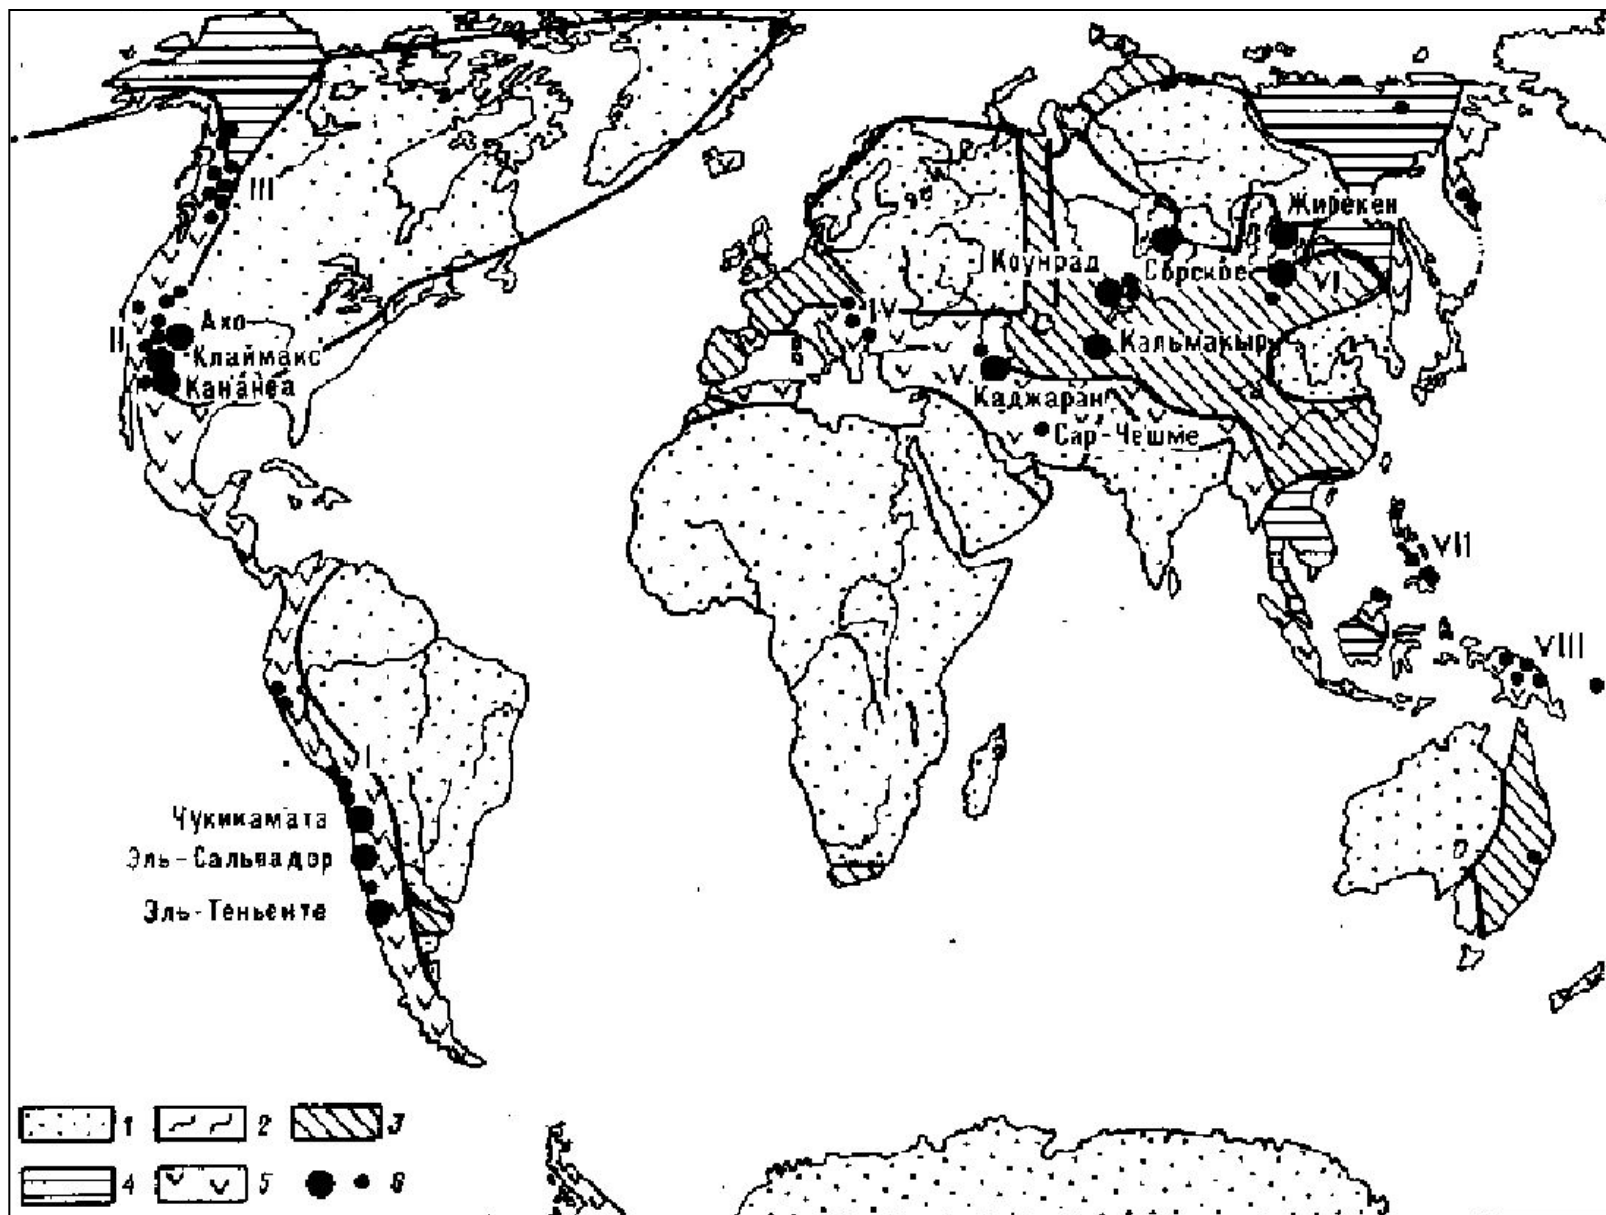 III
Жирекен
Коунрад
Сорское
VI
IV
Ахо
II
Клаймакс
Кальмакыр
Кананеа
Каджаран
Сар-Чешме
VII
VIII
I
Чукикамата
Эль-Сальвадор
Эль-Теньенте
1 2 3
4 5 6